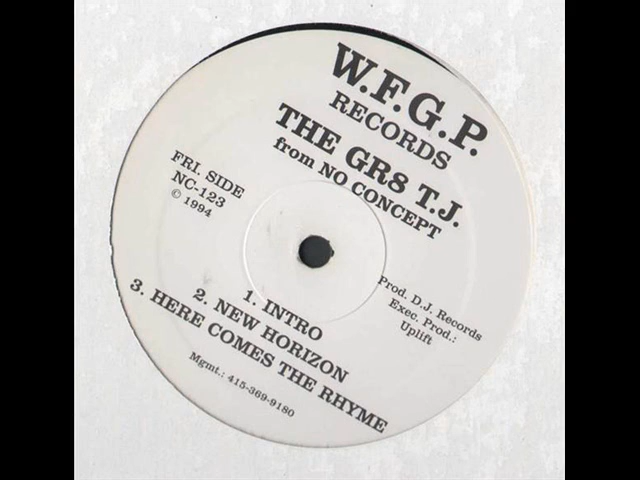 W.F.G.P.
RECORDS
THE GR8 T.J.
from NO CONCEPT
FRI. SIDE
NC-123
© 1994
Prod. D.J. Records
Exec. Prod.:
Uplift
1. INTRO
2. NEW HORIZON
3. HERE COMES THE RHYME
Mgmt.: 415-369-9180